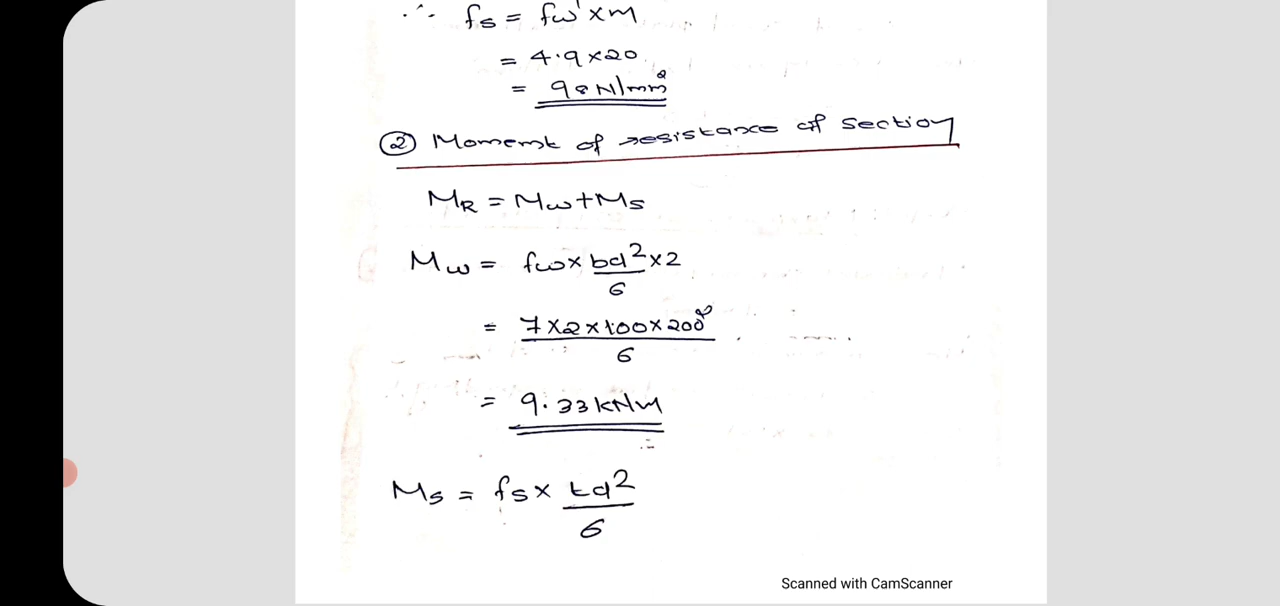 ∴ fs = fw' × m
= 4.9 × 20
= 98 N/mm²
② Moment of resistance of section
MR = Mw + Ms
Mw = fw × bd²/6 × 2
= 7 × 2 × 100 × 200²/6
= 9.33 kNm
Ms = fs × td²/6
Scanned with CamScanner